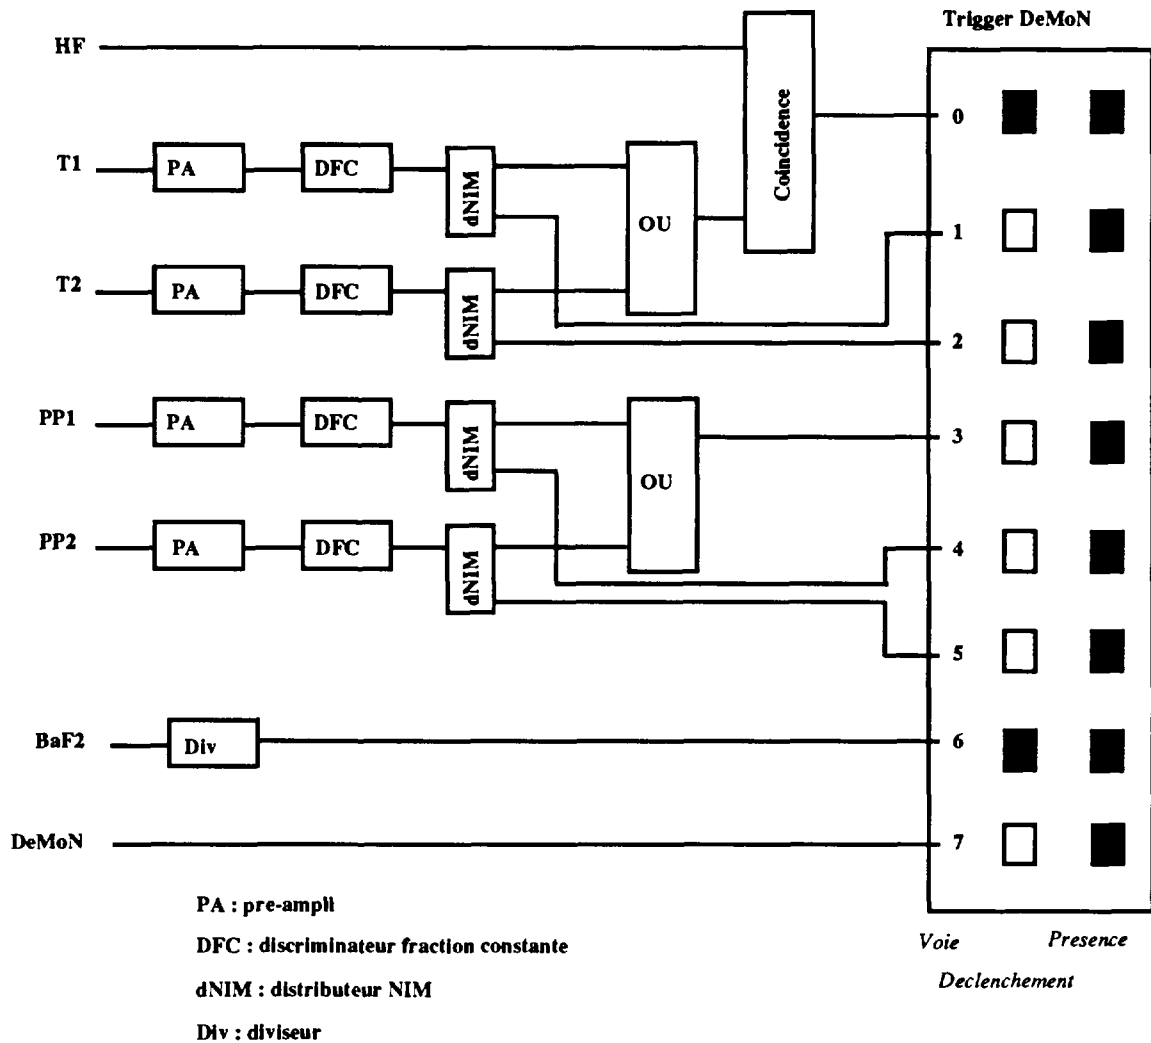 Trigger DeMoN
HF
Coincidence
0
T1
PA
DFC
dNIM
OU
1
T2
PA
DFC
dNIM
2
PP1
PA
DFC
dNIM
OU
3
PP2
PA
DFC
dNIM
4
5
BaF2
Div
6
DeMoN
7
PA : pre-ampli
DFC : discriminateur fraction constante
dNIM : distributeur NIM
Div : diviseur
Voie
Presence
Declenchement